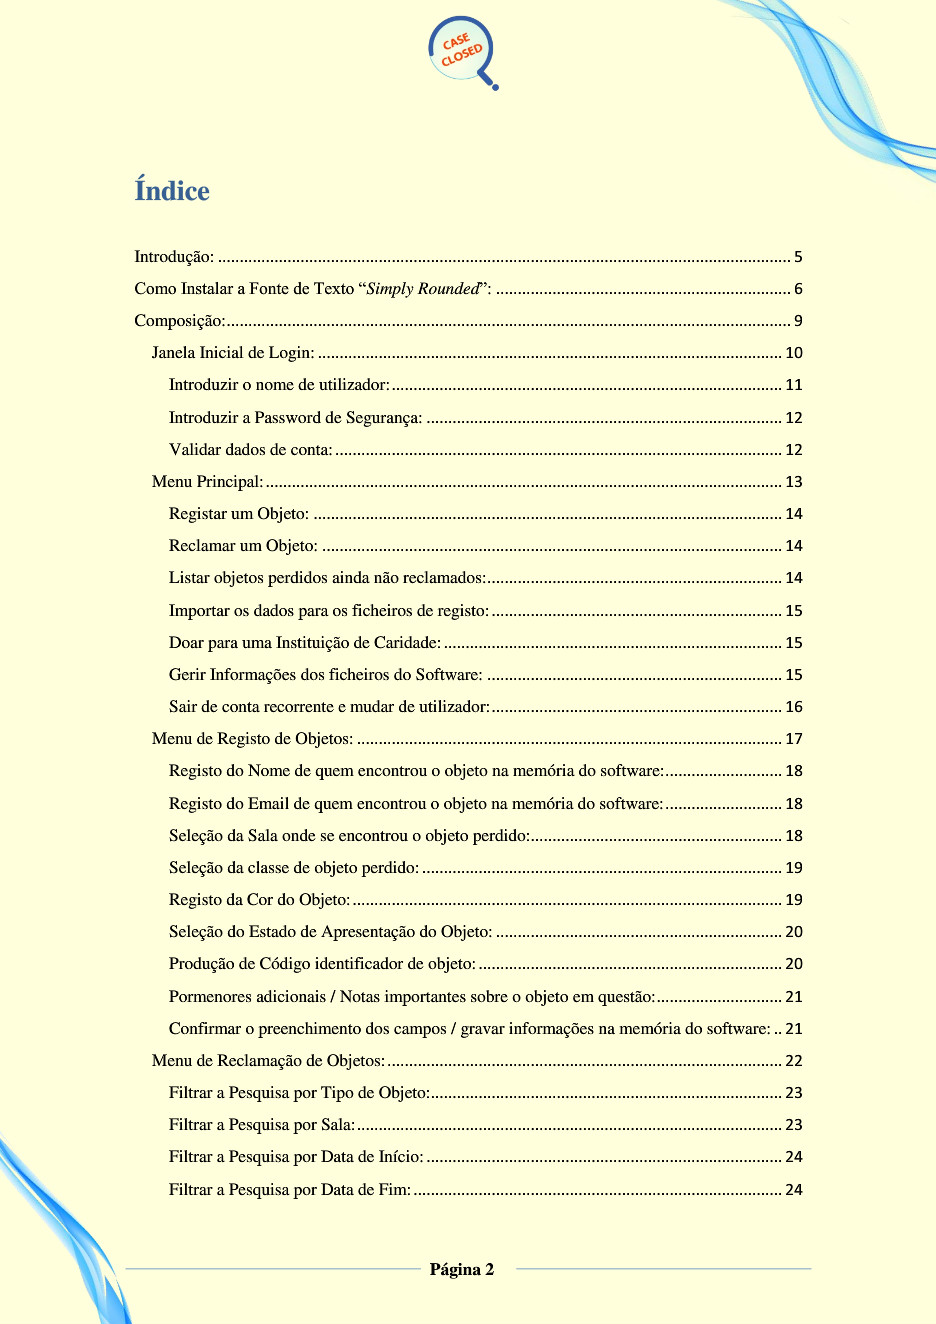 CASE
CLOSED
Índice
Introdução: 5
Como Instalar a Fonte de Texto “Simply Rounded”: 6
Composição: 9
Janela Inicial de Login: 10
Introduzir o nome de utilizador: 11
Introduzir a Password de Segurança: 12
Validar dados de conta: 12
Menu Principal: 13
Registar um Objeto: 14
Reclamar um Objeto: 14
Listar objetos perdidos ainda não reclamados: 14
Importar os dados para os ficheiros de registo: 15
Doar para uma Instituição de Caridade: 15
Gerir Informações dos ficheiros do Software: 15
Sair de conta recorrente e mudar de utilizador: 16
Menu de Registo de Objetos: 17
Registo do Nome de quem encontrou o objeto na memória do software: 18
Registo do Email de quem encontrou o objeto na memória do software: 18
Seleção da Sala onde se encontrou o objeto perdido: 18
Seleção da classe de objeto perdido: 19
Registo da Cor do Objeto: 19
Seleção do Estado de Apresentação do Objeto: 20
Produção de Código identificador de objeto: 20
Pormenores adicionais / Notas importantes sobre o objeto em questão: 21
Confirmar o preenchimento dos campos / gravar informações na memória do software: 21
Menu de Reclamação de Objetos: 22
Filtrar a Pesquisa por Tipo de Objeto: 23
Filtrar a Pesquisa por Sala: 23
Filtrar a Pesquisa por Data de Início: 24
Filtrar a Pesquisa por Data de Fim: 24
Página 2